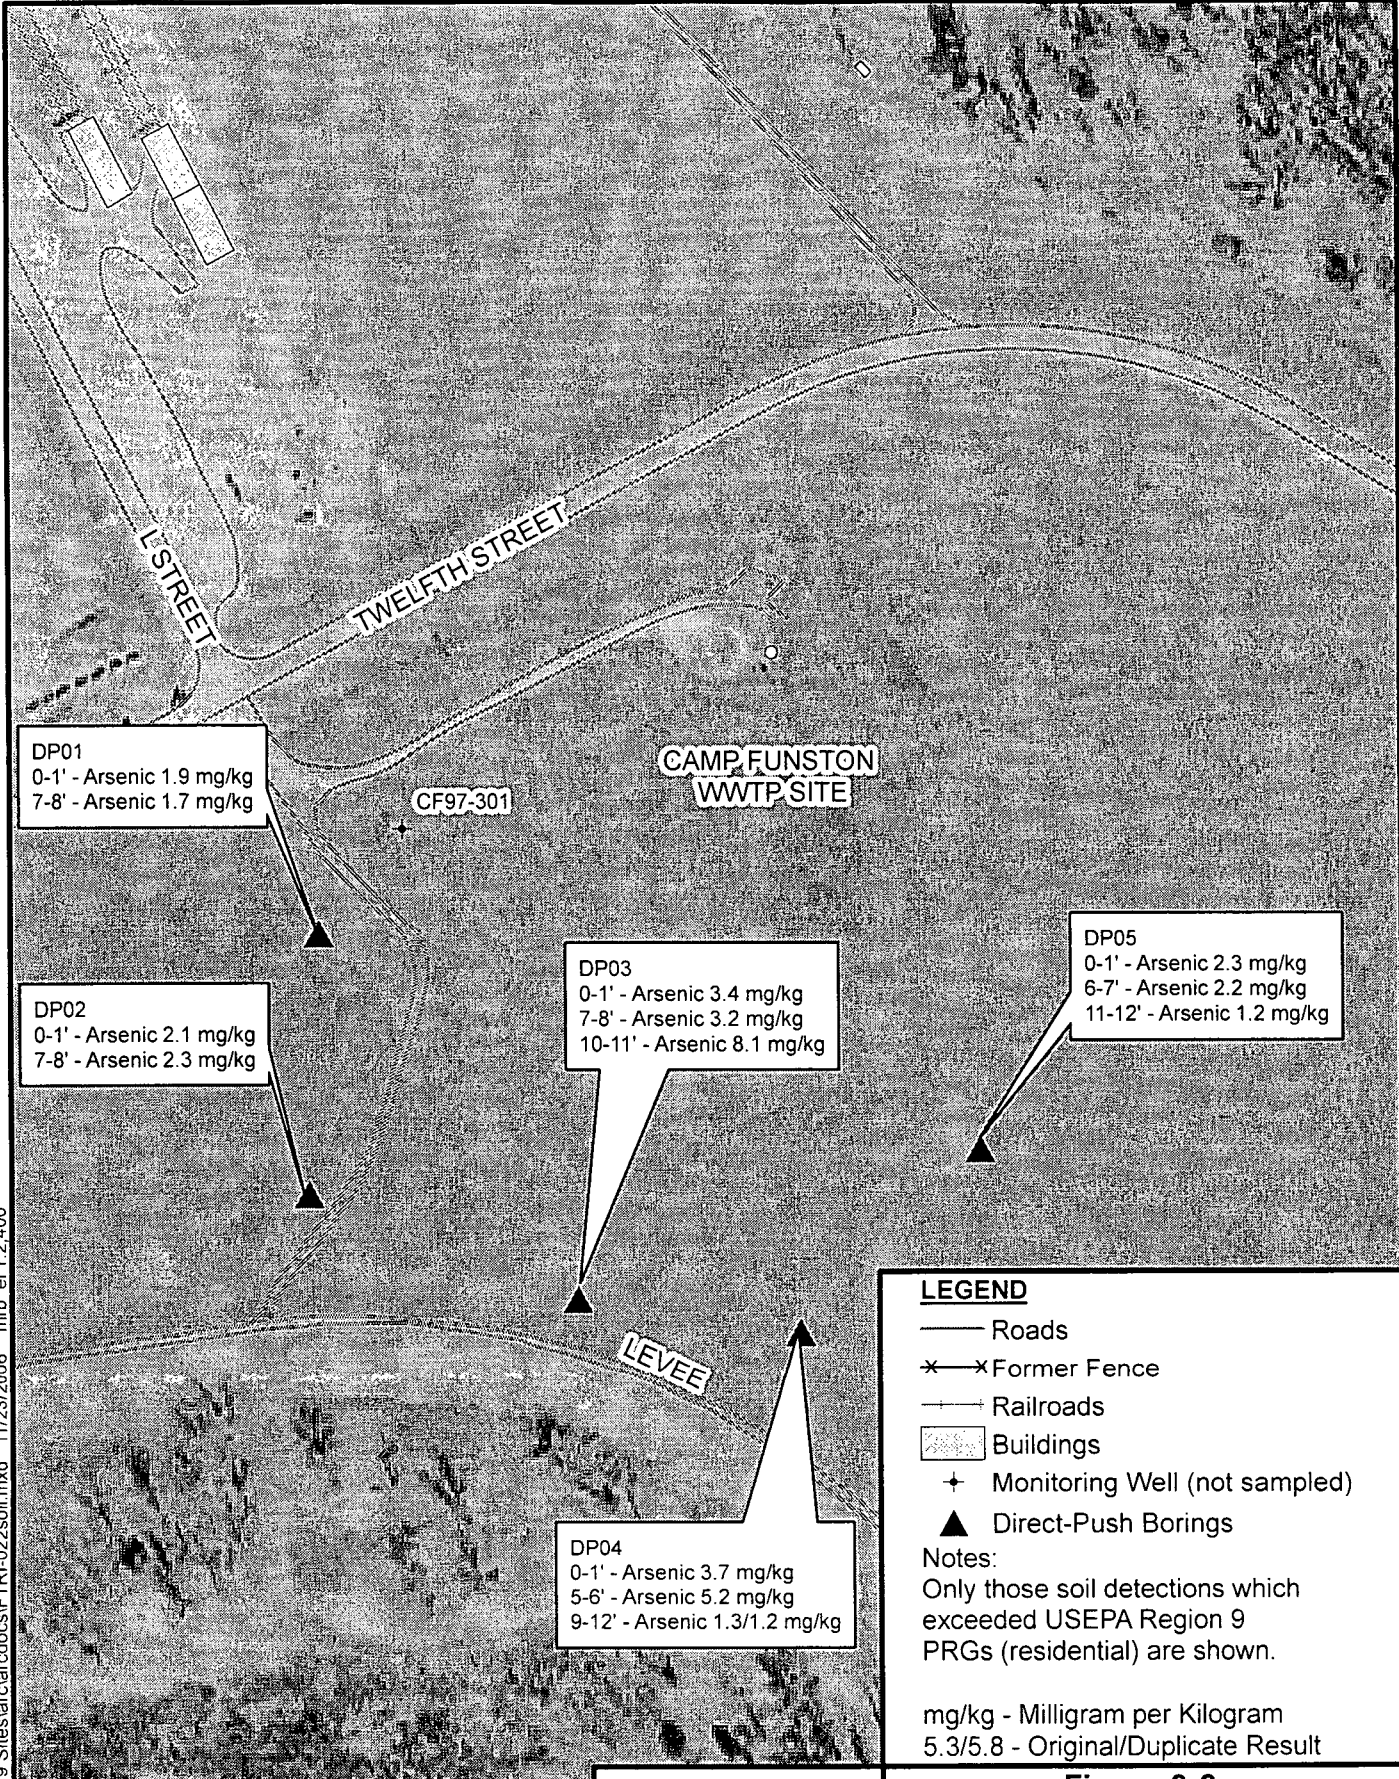 L STREET
TWELFTH STREET
DP01
0-1' - Arsenic 1.9 mg/kg
7-8' - Arsenic 1.7 mg/kg
CF97-301
CAMP FUNSTON
WWTP SITE
DP02
0-1' - Arsenic 2.1 mg/kg
7-8' - Arsenic 2.3 mg/kg
DP03
0-1' - Arsenic 3.4 mg/kg
7-8' - Arsenic 3.2 mg/kg
10-11' - Arsenic 8.1 mg/kg
DP05
0-1' - Arsenic 2.3 mg/kg
6-7' - Arsenic 2.2 mg/kg
11-12' - Arsenic 1.2 mg/kg
LEVEE
DP04
0-1' - Arsenic 3.7 mg/kg
5-6' - Arsenic 5.2 mg/kg
9-12' - Arsenic 1.3/1.2 mg/kg
LEGEND
Roads
Former Fence
Railroads
Buildings
Monitoring Well (not sampled)
Direct-Push Borings
Notes:
Only those soil detections which
exceeded USEPA Region 9
PRGs (residential) are shown.
mg/kg - Milligram per Kilogram
5.3/5.8 - Original/Duplicate Result